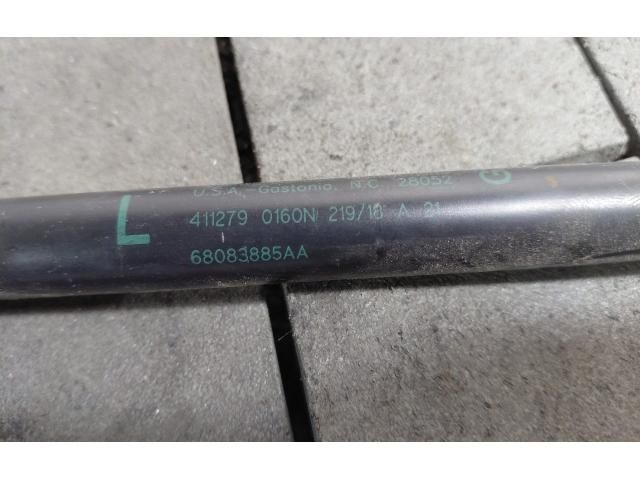 U.S.A.-Gastonia, N.C. 28052
L
411279 0160N 219/18 A 21
68083885AA